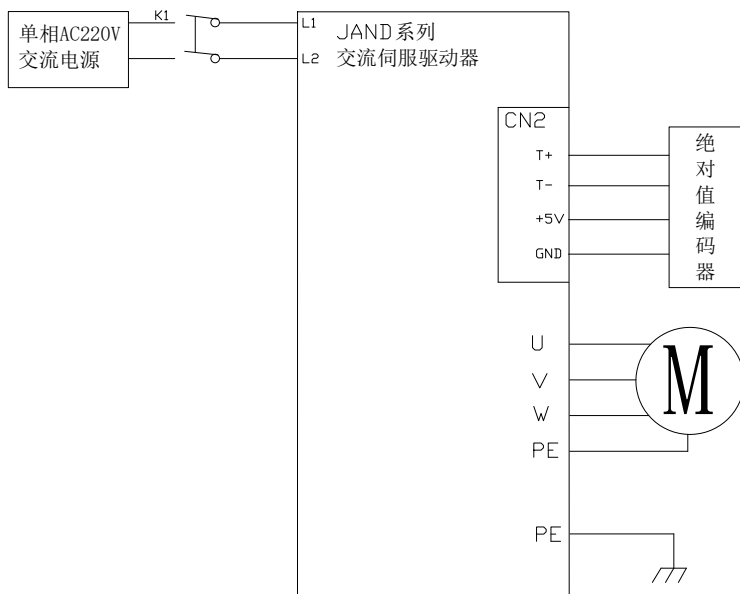 单相AC220V
交流电源
K1
L1
L2
JAND系列
交流伺服驱动器
CN2
T+
T-
+5V
GND
绝
对
值
编
码
器
U
V
W
PE
M
PE